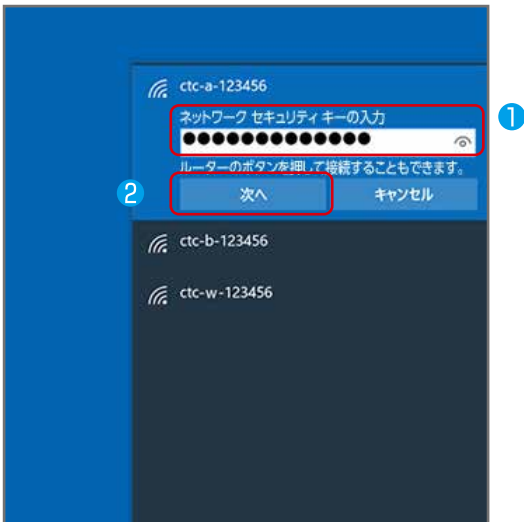 ctc-a-123456
ネットワーク セキュリティ キーの入力
●●●●●●●●●●●●●
1
ルーターのボタンを押して接続することもできます。
2
次へ キャンセル
ctc-b-123456
ctc-w-123456